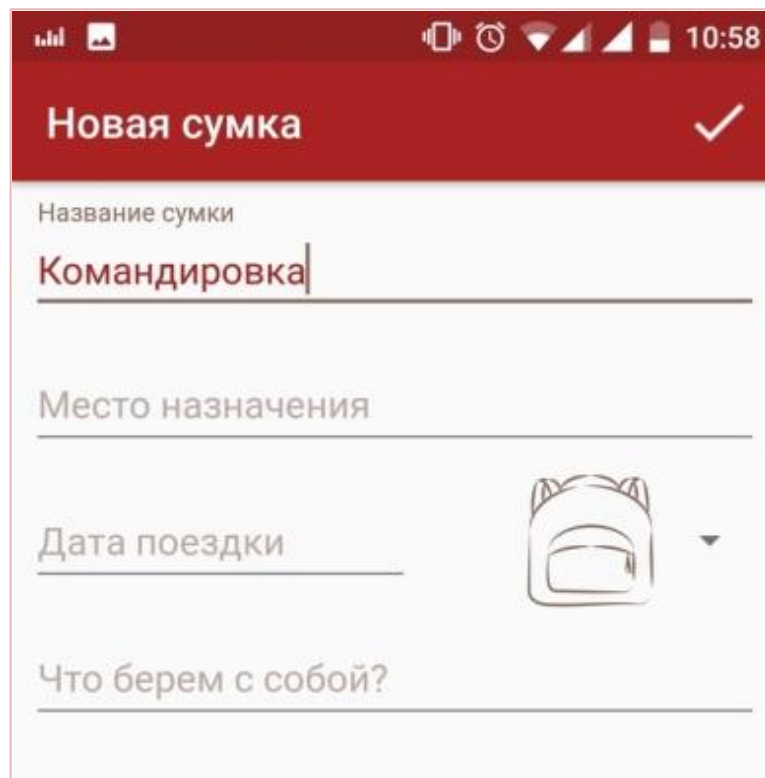 10:58
Новая сумка
Название сумки
Командировка
Место назначения
Дата поездки
Что берем с собой?